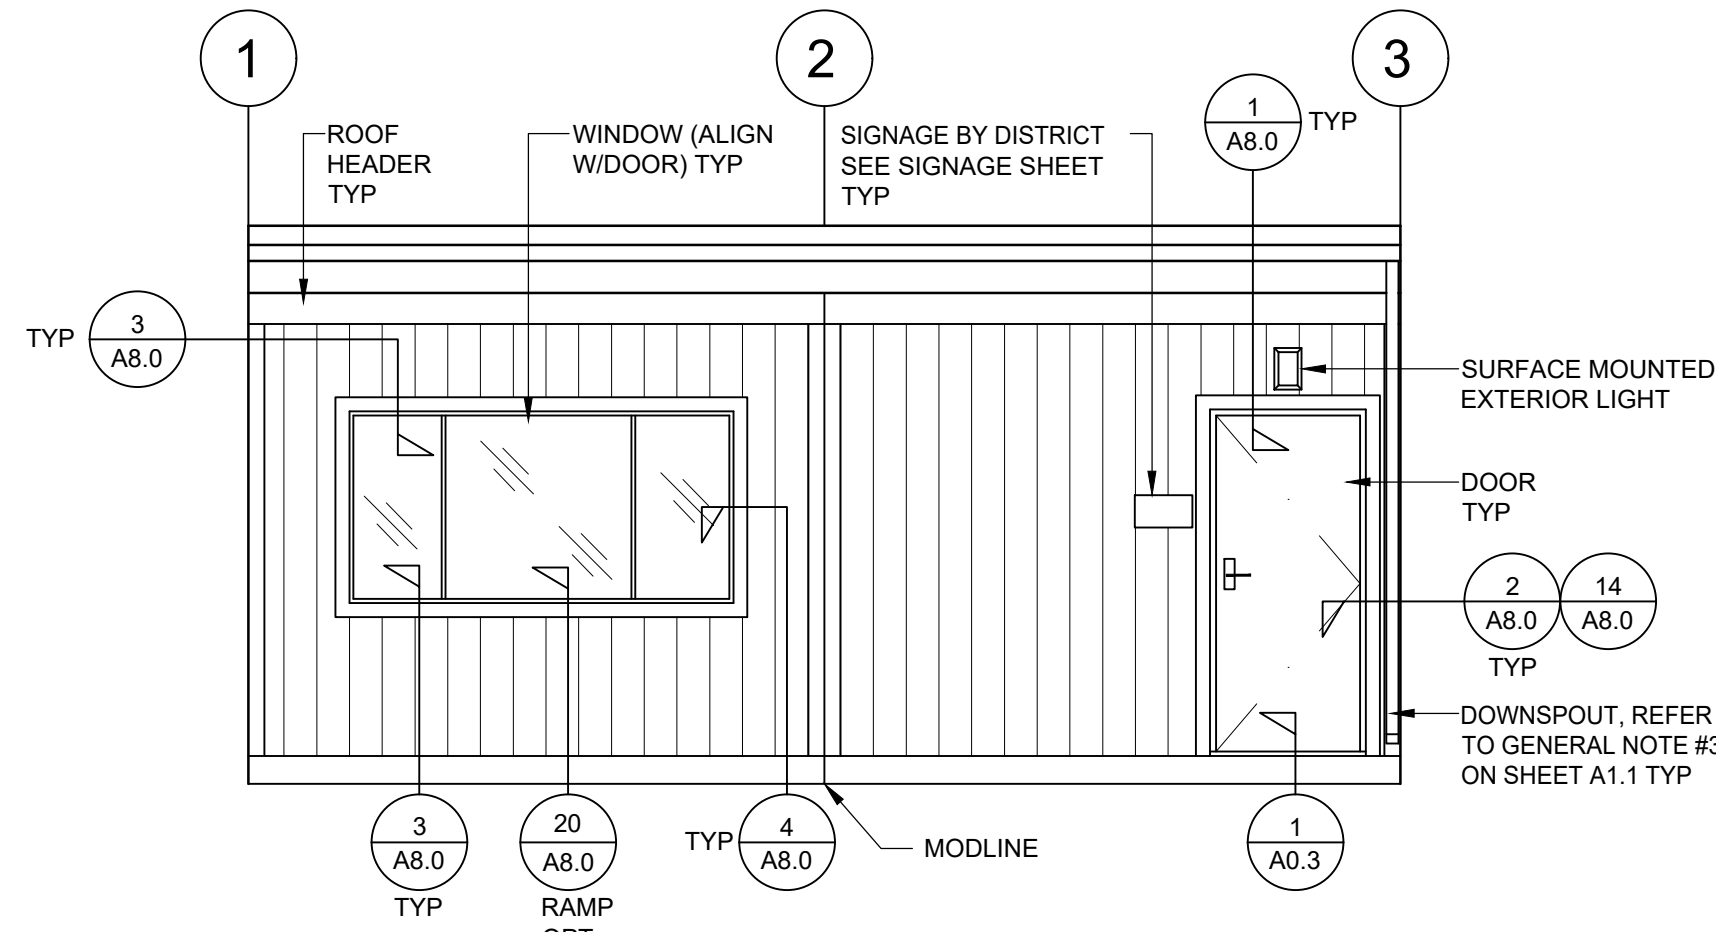 1
2
3
ROOF
HEADER
TYP
WINDOW (ALIGN
W/DOOR) TYP
SIGNAGE BY DISTRICT
SEE SIGNAGE SHEET
TYP
1
A8.0
TYP
TYP
3
A8.0
SURFACE MOUNTED
EXTERIOR LIGHT
DOOR
TYP
2
A8.0
TYP
14
A8.0
DOWNSPOUT, REFER
TO GENERAL NOTE #3
ON SHEET A1.1 TYP
3
A8.0
TYP
20
A8.0
RAMP
TYP
4
A8.0
MODLINE
1
A0.3